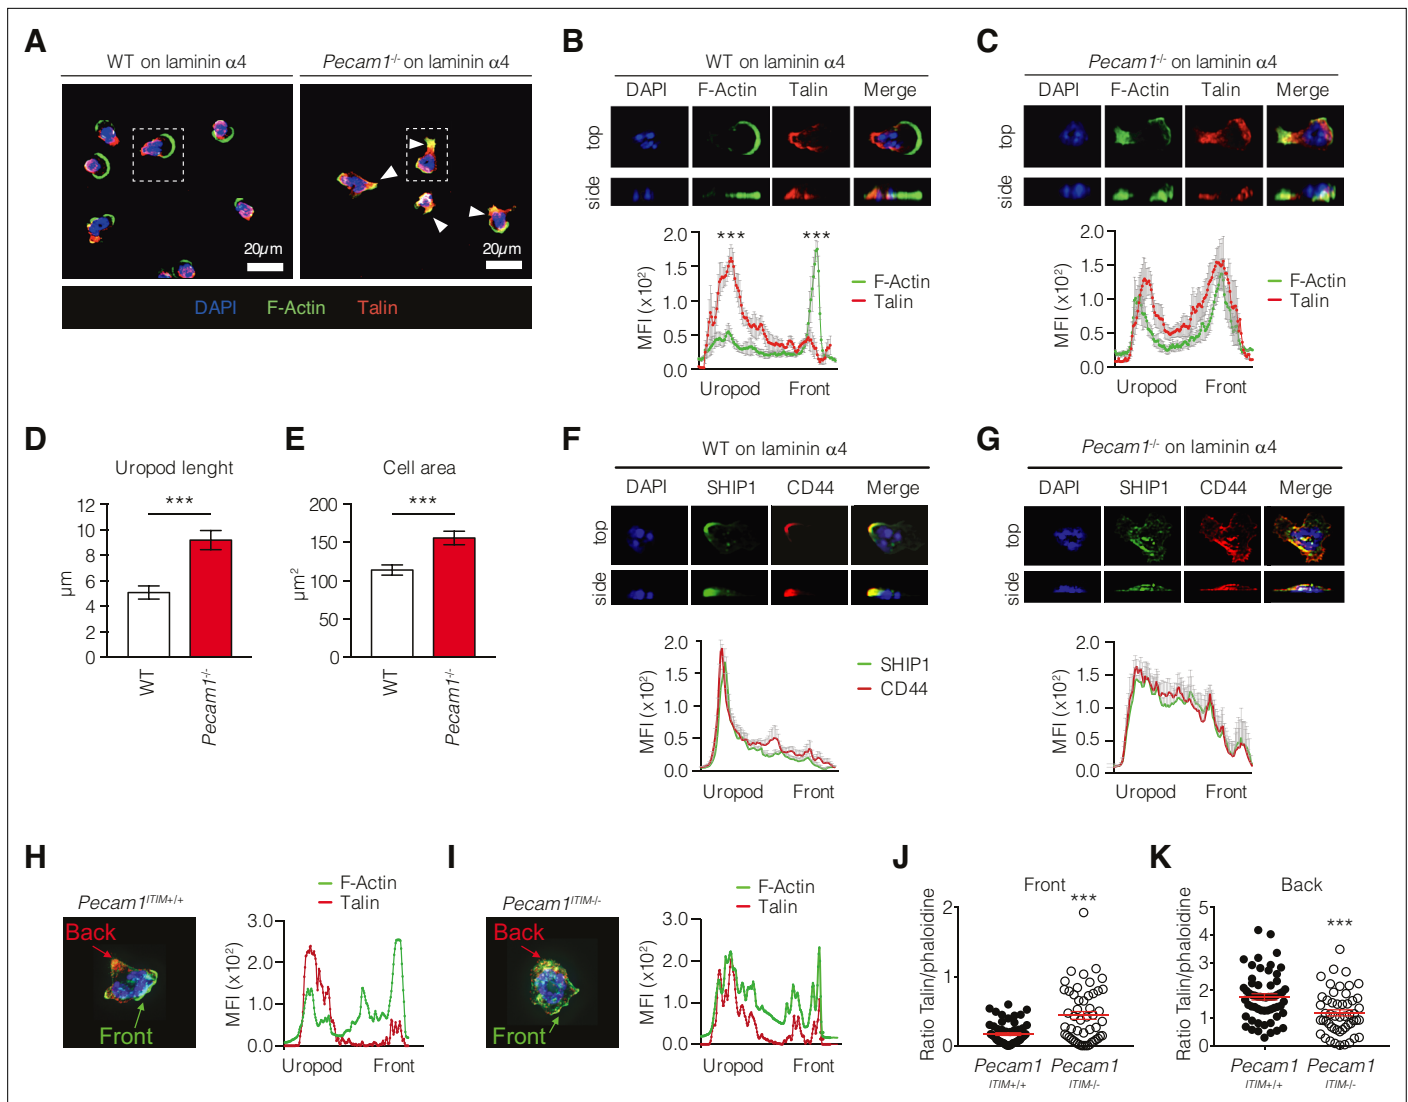 A
WT on laminin α4
Pecam1-/- on laminin α4
20µm
20µm
DAPI F-Actin Talin
B
WT on laminin α4
DAPI F-Actin Talin Merge
top
side
*** ***
MFI (x10²)
2.0
1.5
1.0
0.5
0.0
F-Actin
Talin
Uropod Front
C
Pecam1-/- on laminin α4
DAPI F-Actin Talin Merge
top
side
MFI (x10²)
2.0
1.5
1.0
0.5
0.0
F-Actin
Talin
Uropod Front
D
Uropod lenght
***
µm
12
10
8
6
4
2
0
WT
Pecam1-/-
E
Cell area
***
µm²
200
150
100
50
0
WT
Pecam1-/-
F
WT on laminin α4
DAPI SHIP1 CD44 Merge
top
side
MFI (x10²)
2.0
1.5
1.0
0.5
0.0
SHIP1
CD44
Uropod Front
G
Pecam1-/- on laminin α4
DAPI SHIP1 CD44 Merge
top
side
MFI (x10²)
2.0
1.5
1.0
0.5
0.0
Uropod Front
H
Pecam1ITIM+/+
Back
Front
F-Actin
Talin
MFI (x10²)
3.0
2.0
1.0
0.0
Uropod Front
I
Pecam1ITIM-/-
Back
Front
F-Actin
Talin
MFI (x10²)
3.0
2.0
1.0
0.0
Uropod Front
J
Front
***
Ratio Talin/phaloidine
2
1
0
Pecam1 Pecam1
ITIM+/+ ITIM-/-
K
Back
***
Ratio Talin/phaloidine
5
4
3
2
1
0
Pecam1 Pecam1
ITIM+/+ ITIM-/-